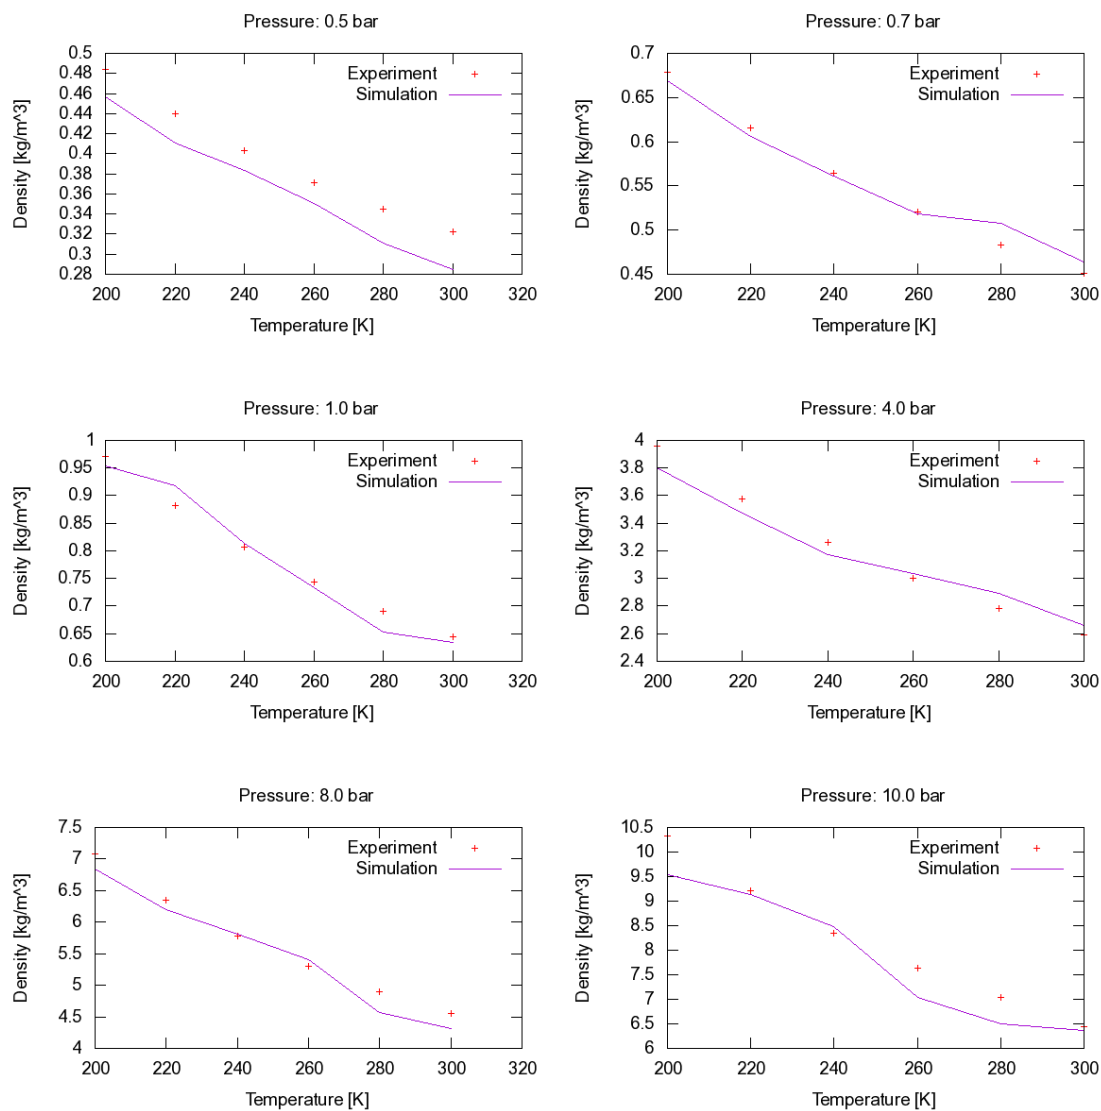 Pressure: 0.5 bar
0.5
0.48
0.46
0.44
0.42
0.4
0.38
0.36
0.34
0.32
0.3
0.28
Density [kg/m^3]
Experiment
Simulation
200 220 240 260 280 300 320
Temperature [K]
Pressure: 0.7 bar
0.7
0.65
0.6
0.55
0.5
0.45
Density [kg/m^3]
Experiment
Simulation
200 220 240 260 280 300
Temperature [K]
Pressure: 1.0 bar
1
0.95
0.9
0.85
0.8
0.75
0.7
0.65
0.6
Density [kg/m^3]
Experiment
Simulation
200 220 240 260 280 300 320
Temperature [K]
Pressure: 4.0 bar
4
3.8
3.6
3.4
3.2
3
2.8
2.6
2.4
Density [kg/m^3]
Experiment
Simulation
200 220 240 260 280 300
Temperature [K]
Pressure: 8.0 bar
7.5
7
6.5
6
5.5
5
4.5
4
Density [kg/m^3]
Experiment
Simulation
200 220 240 260 280 300 320
Temperature [K]
Pressure: 10.0 bar
10.5
10
9.5
9
8.5
8
7.5
7
6.5
6
Density [kg/m^3]
Experiment
Simulation
200 220 240 260 280 300
Temperature [K]